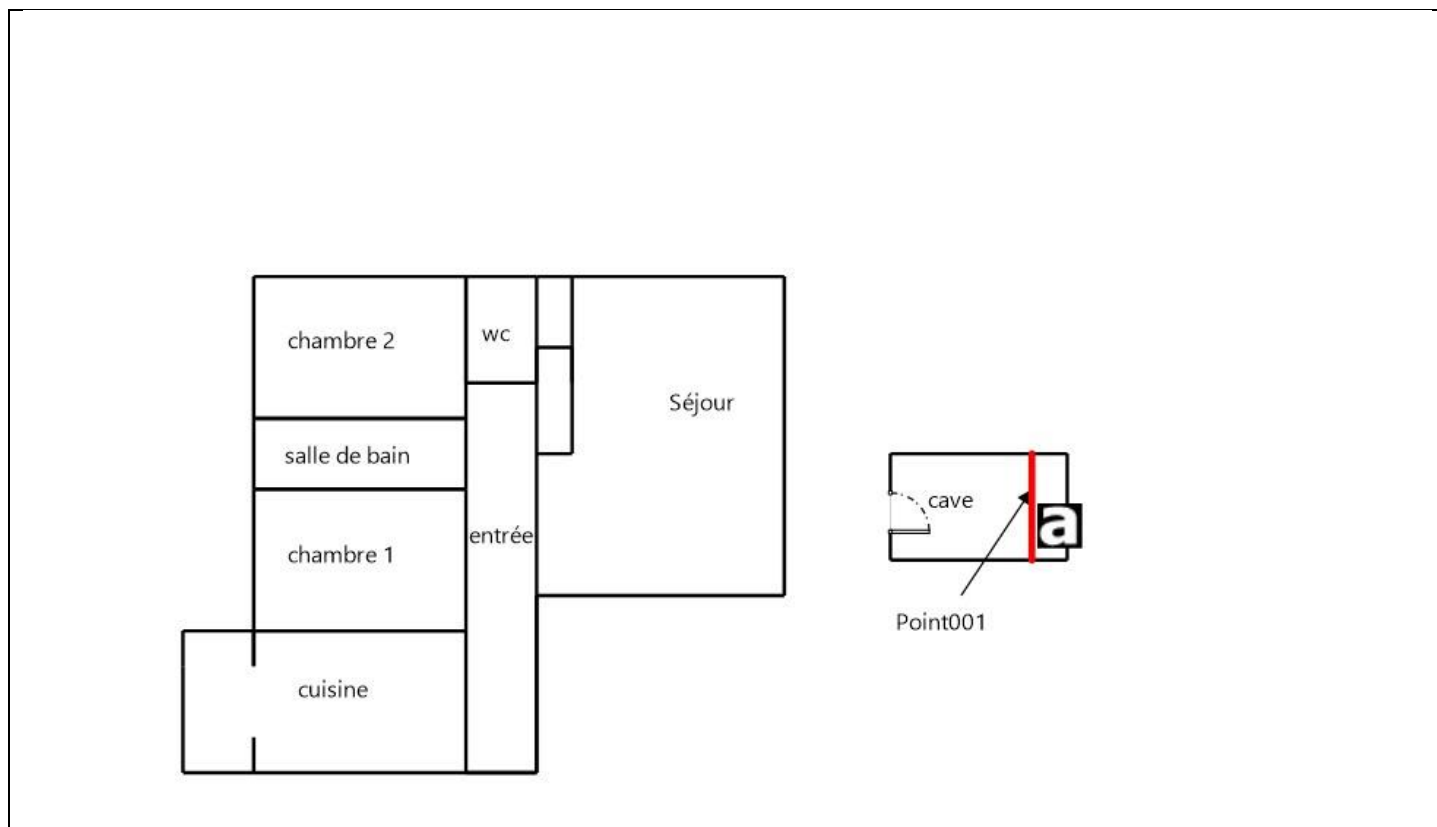 chambre 2
wc
Séjour
salle de bain
cave
a
entrée
chambre 1
Point001
cuisine